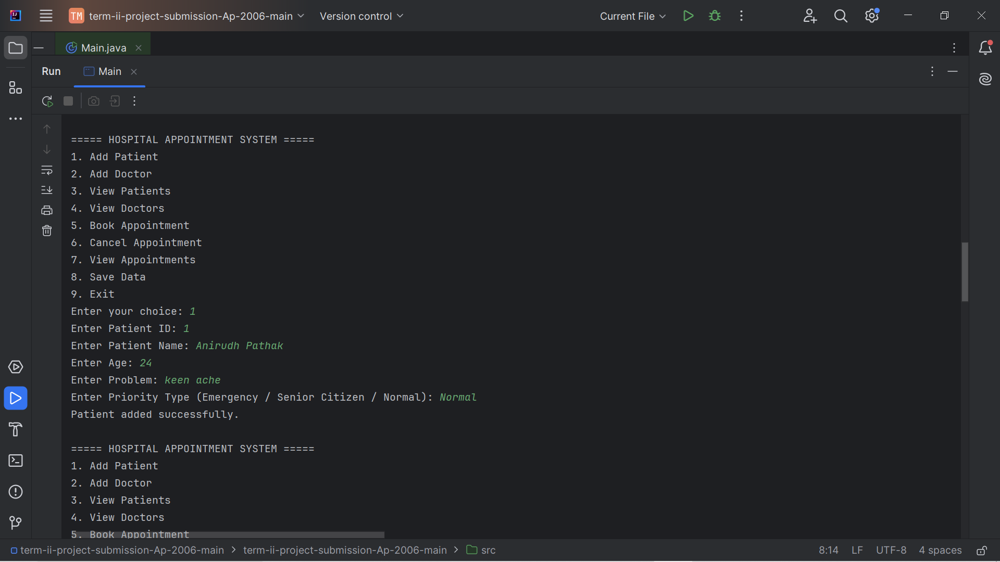 TM term-ii-project-submission-Ap-2006-main Version control Current File
Main.java
Run Main
===== HOSPITAL APPOINTMENT SYSTEM =====
1. Add Patient
2. Add Doctor
3. View Patients
4. View Doctors
5. Book Appointment
6. Cancel Appointment
7. View Appointments
8. Save Data
9. Exit
Enter your choice: 1
Enter Patient ID: 1
Enter Patient Name: Anirudh Pathak
Enter Age: 24
Enter Problem: keen ache
Enter Priority Type (Emergency / Senior Citizen / Normal): Normal
Patient added successfully.
===== HOSPITAL APPOINTMENT SYSTEM =====
1. Add Patient
2. Add Doctor
3. View Patients
4. View Doctors
5. Book Appointment
term-ii-project-submission-Ap-2006-main > term-ii-project-submission-Ap-2006-main > src 8:14 LF UTF-8 4 spaces